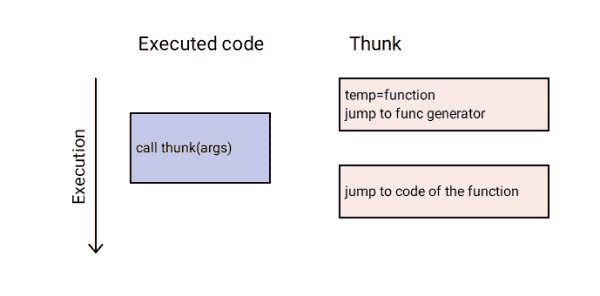 Executed code
Thunk
Execution
call thunk(args)
temp=function
jump to func generator
jump to code of the function